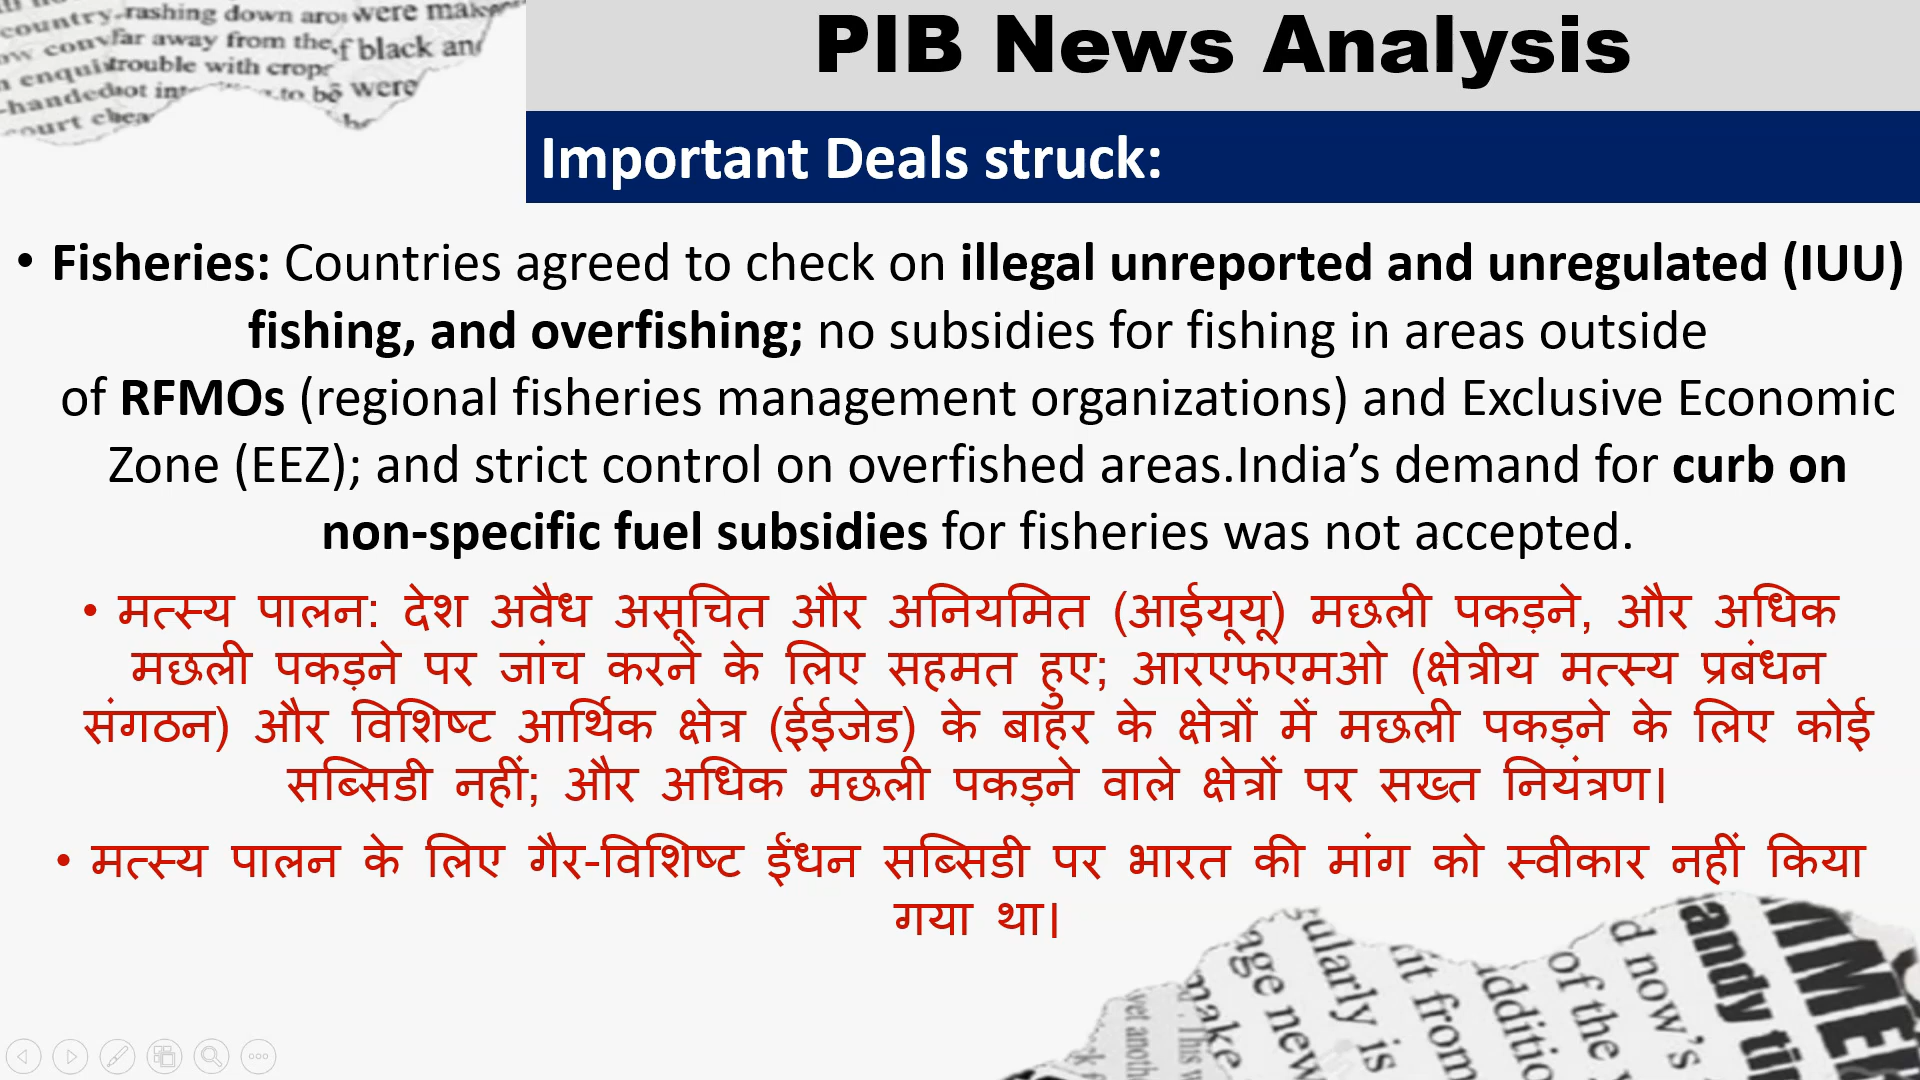 PIB News Analysis
Important Deals struck:
• Fisheries: Countries agreed to check on illegal unreported and unregulated (IUU)
fishing, and overfishing; no subsidies for fishing in areas outside
of RFMOs (regional fisheries management organizations) and Exclusive Economic
Zone (EEZ); and strict control on overfished areas.India’s demand for curb on
non-specific fuel subsidies for fisheries was not accepted.
• मत्स्य पालन: देश अवैध असूचित और अनियमित (आईयूयू) मछली पकड़ने, और अधिक
मछली पकड़ने पर जांच करने के लिए सहमत हुए; आरएफएमओ (क्षेत्रीय मत्स्य प्रबंधन
संगठन) और विशिष्ट आर्थिक क्षेत्र (ईईजेड) के बाहर के क्षेत्रों में मछली पकड़ने के लिए कोई
सब्सिडी नहीं; और अधिक मछली पकड़ने वाले क्षेत्रों पर सख्त नियंत्रण।
• मत्स्य पालन के लिए गैर-विशिष्ट ईंधन सब्सिडी पर भारत की मांग को स्वीकार नहीं किया
गया था।